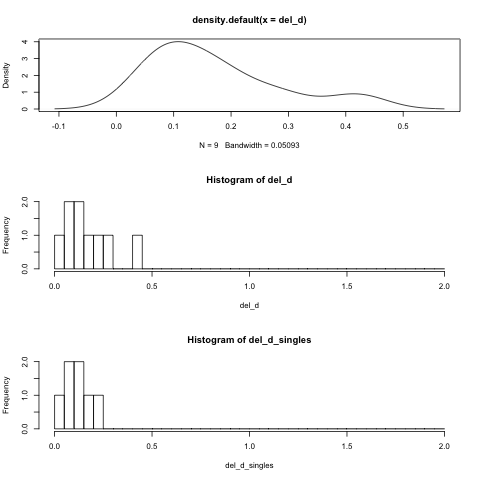 density.default(x = del_d)
Density
0 1 2 3 4
-0.1 0.0 0.1 0.2 0.3 0.4 0.5
N = 9 Bandwidth = 0.05093
Histogram of del_d
Frequency
0.0 1.0 2.0
0.0 0.5 1.0 1.5 2.0
del_d
Histogram of del_d_singles
Frequency
0.0 1.0 2.0
0.0 0.5 1.0 1.5 2.0
del_d_singles